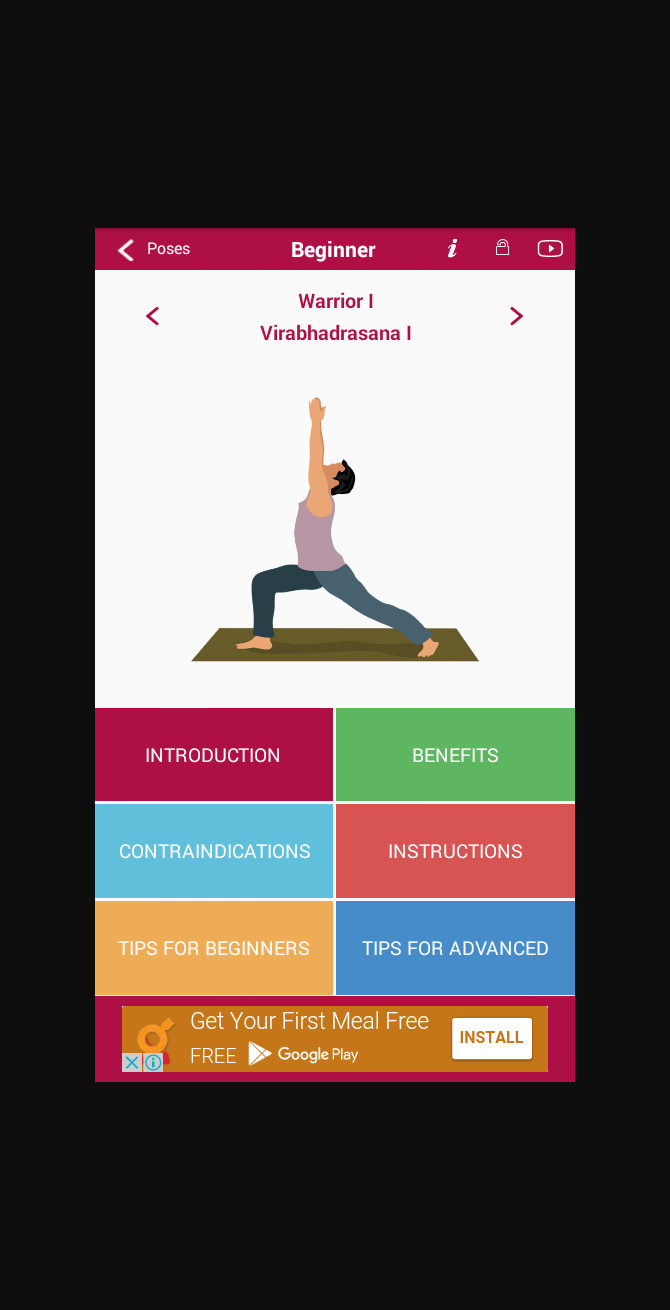 Poses
Beginner
Warrior I
Virabhadrasana I
INTRODUCTION
BENEFITS
CONTRAINDICATIONS
INSTRUCTIONS
TIPS FOR BEGINNERS
TIPS FOR ADVANCED
Get Your First Meal Free
FREE Google Play
INSTALL